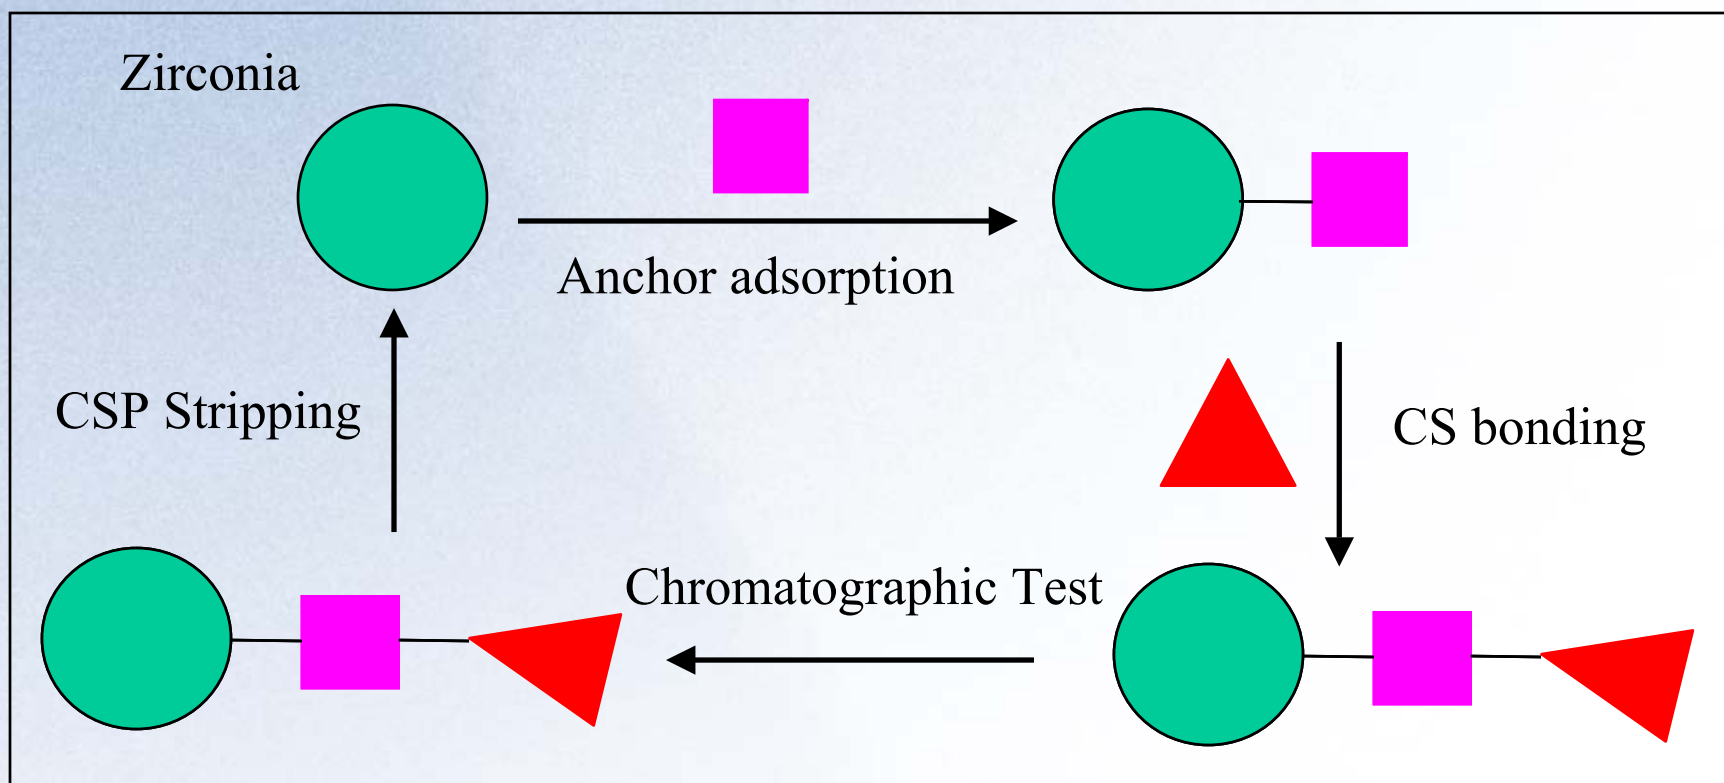 Zirconia
Anchor adsorption
CSP Stripping
CS bonding
Chromatographic Test